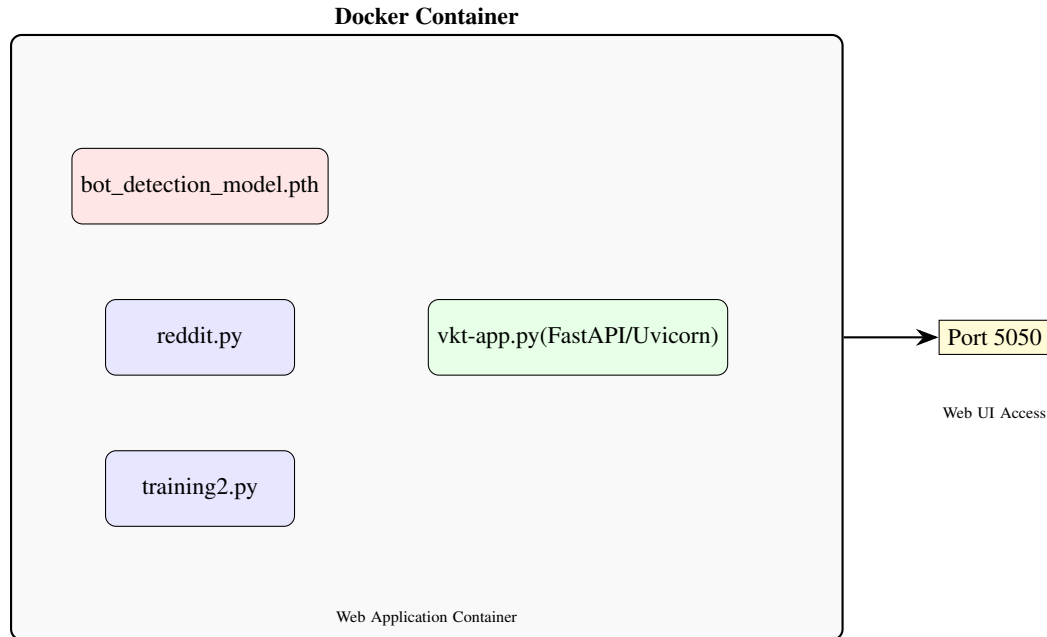 Docker Container
bot_detection_model.pth
reddit.py
vkt-app.py(FastAPI/Uvicorn)
Port 5050
Web UI Access
training2.py
Web Application Container